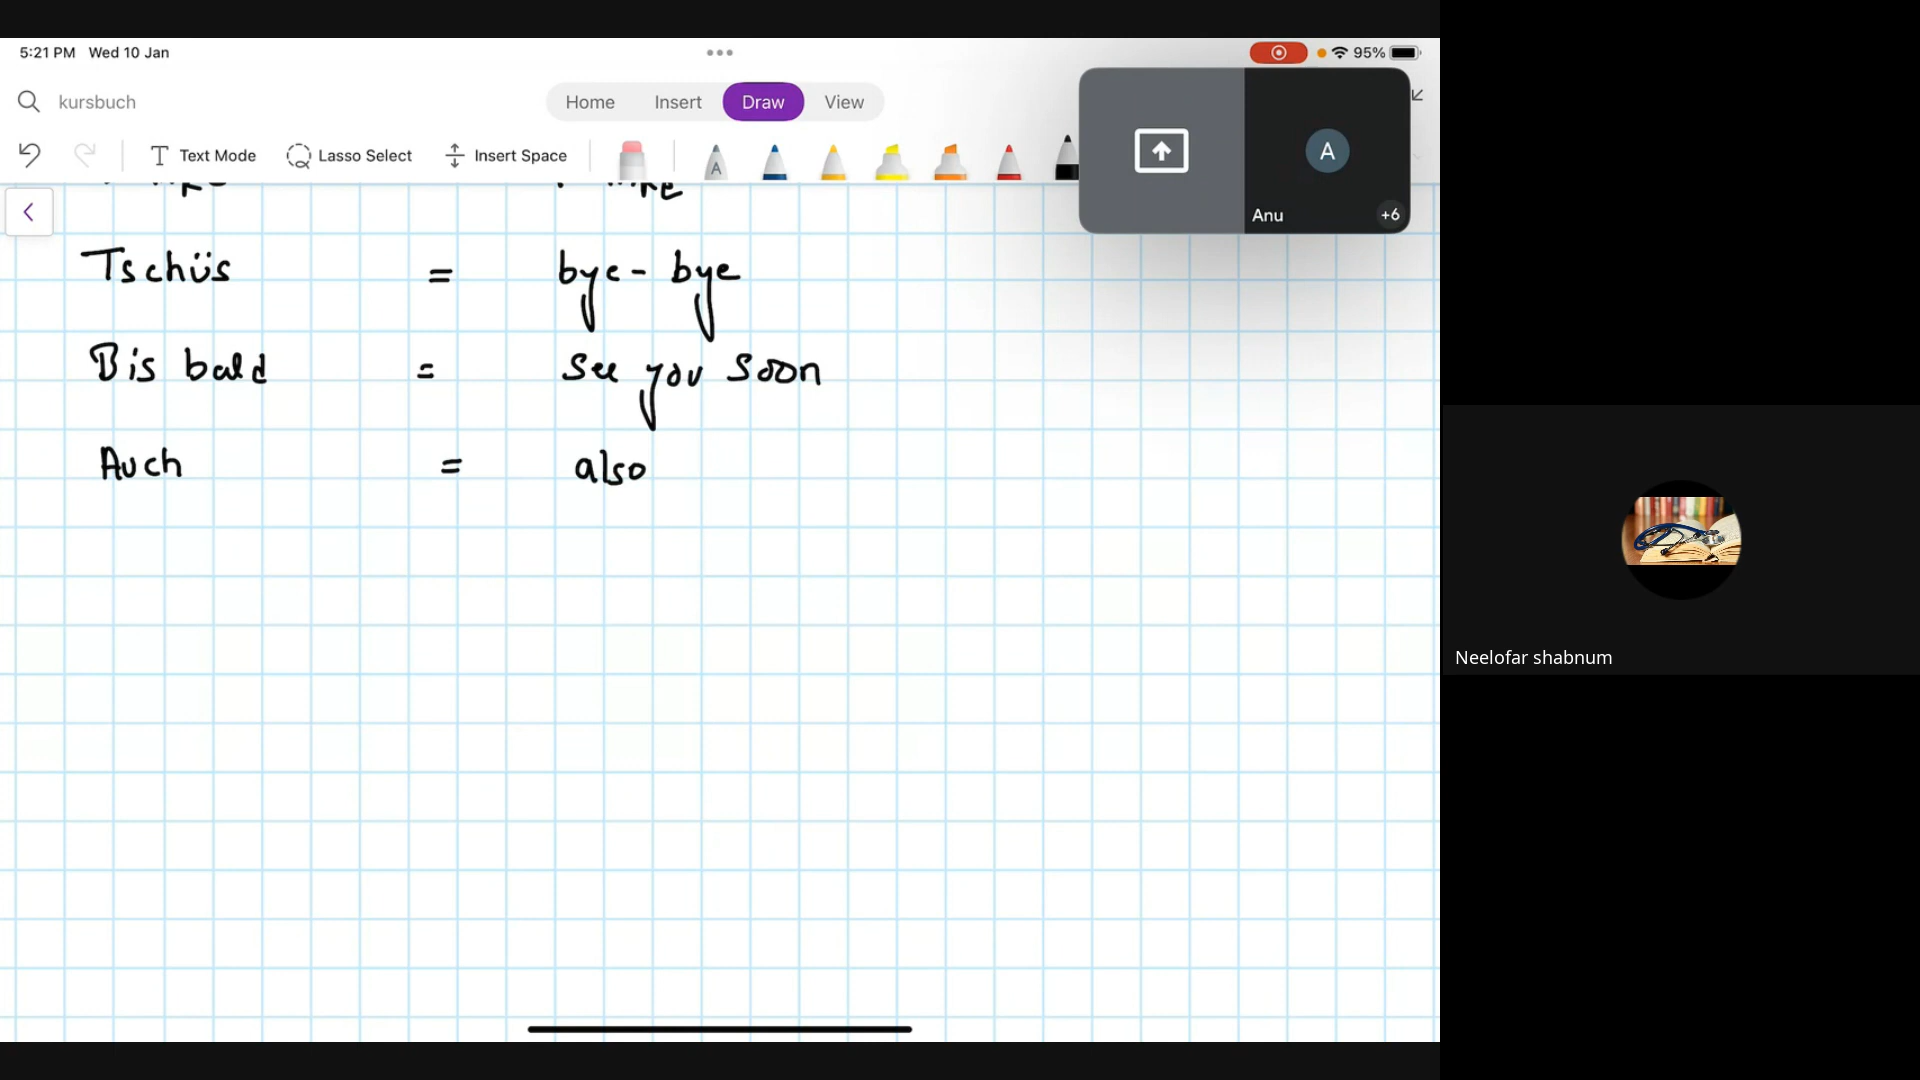 5:21 PM Wed 10 Jan
95%
kursbuch
Home Insert Draw View
Text Mode Lasso Select Insert Space
A
A
Anu +6
Tschüs = bye - bye
Bis bald = See you soon
Auch = also
Neelofar shabnum